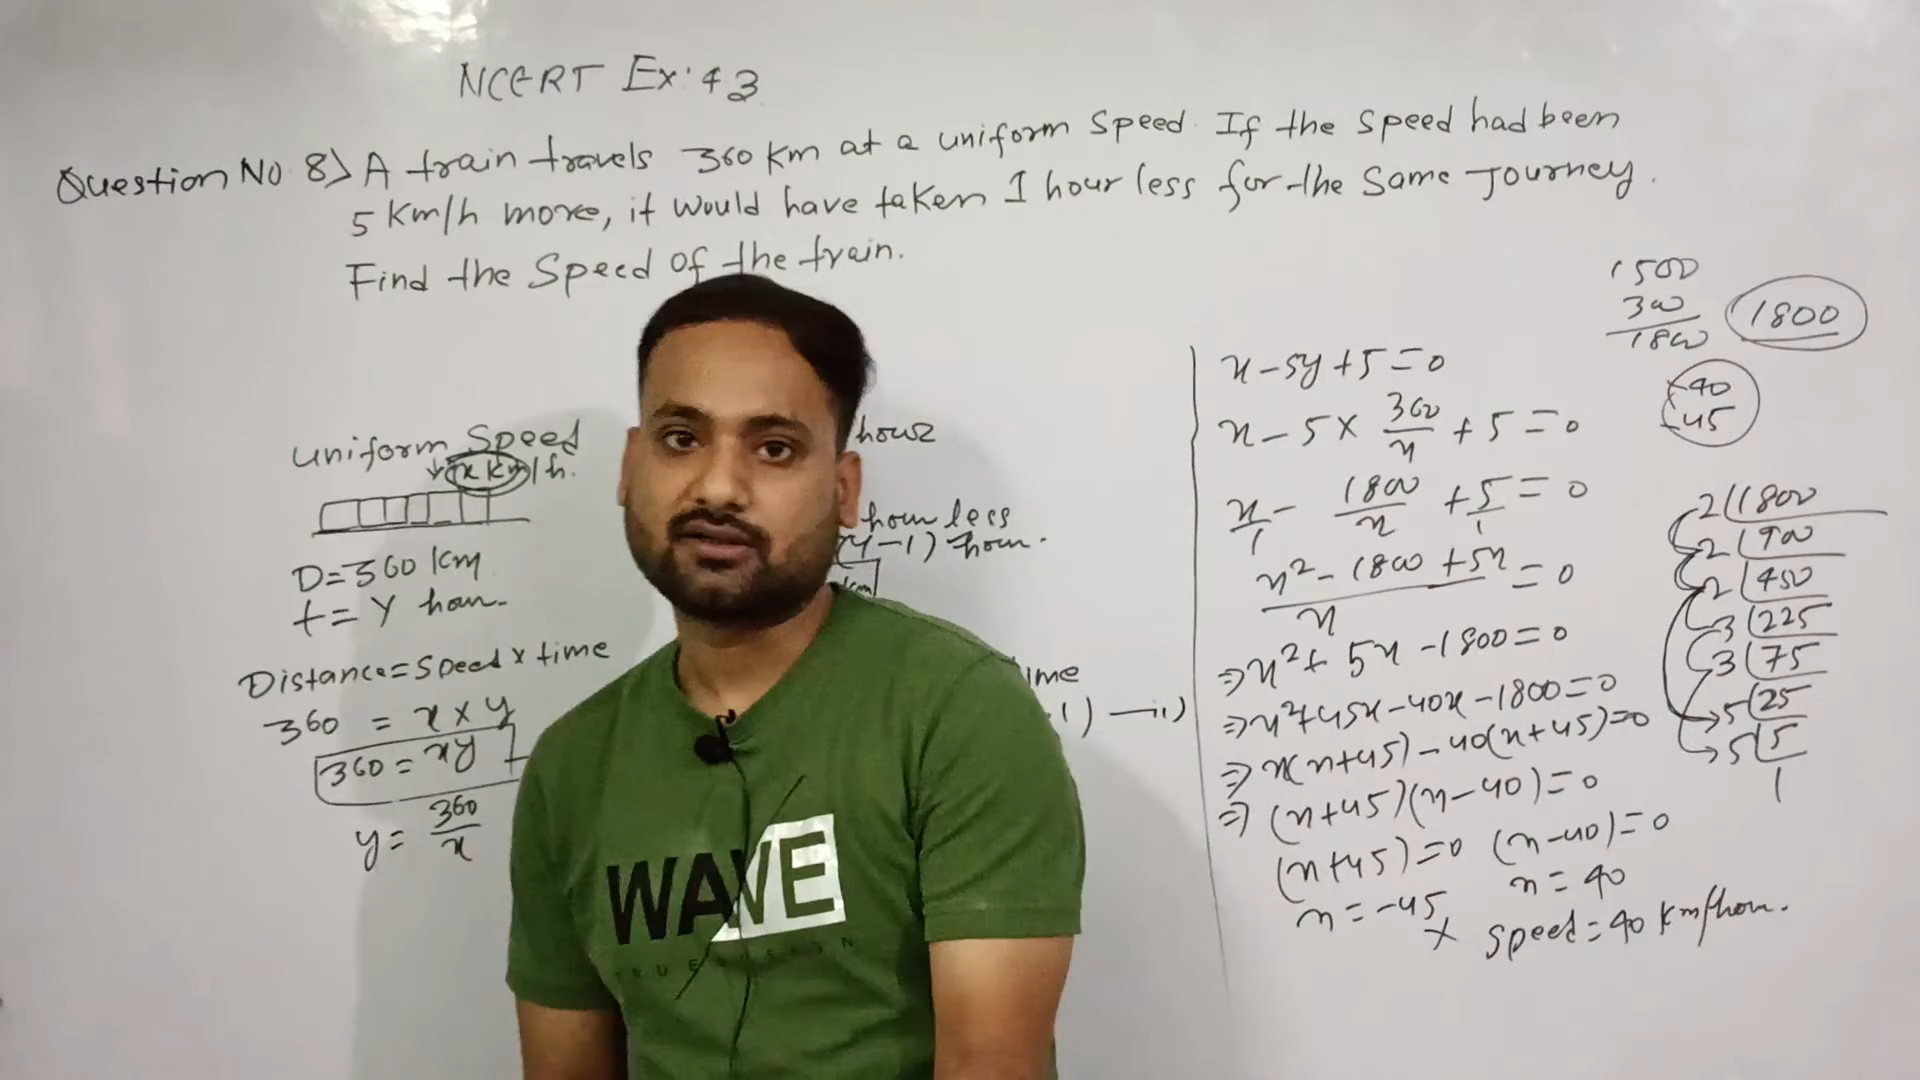 NCERT Ex: 4 3
Question No 8) A train travels 360 km at a uniform speed. If the speed had been
5 km/h more, it would have taken 1 hour less for the same Journey.
Find the Speed of the train.
uniform Speed
x km/h.
D=360 km
t = y hour.
Distance = Speed × time
360 = x × y
360 = xy
y = 360/x
hour
hour less
(y-1) hour.
km
ime
1) —ii)
x - 5y + 5 = 0
x - 5 × 360/x + 5 = 0
x/1 - 1800/x + 5/1 = 0
x² - 1800 + 5x / x = 0
⇒ x² + 5x - 1800 = 0
⇒ x² + 45x - 40x - 1800 = 0
⇒ x(x+45) - 40(x+45) = 0
⇒ (x+45)(x-40) = 0
(x+45) = 0 (x-40) = 0
x = -45 x = 40
× Speed = 40 km/hour.
1500
300
1800
1800
40
45
2 | 1800
2 | 900
2 | 450
3 | 225
3 | 75
5 | 25
5 | 5
1
WAVE